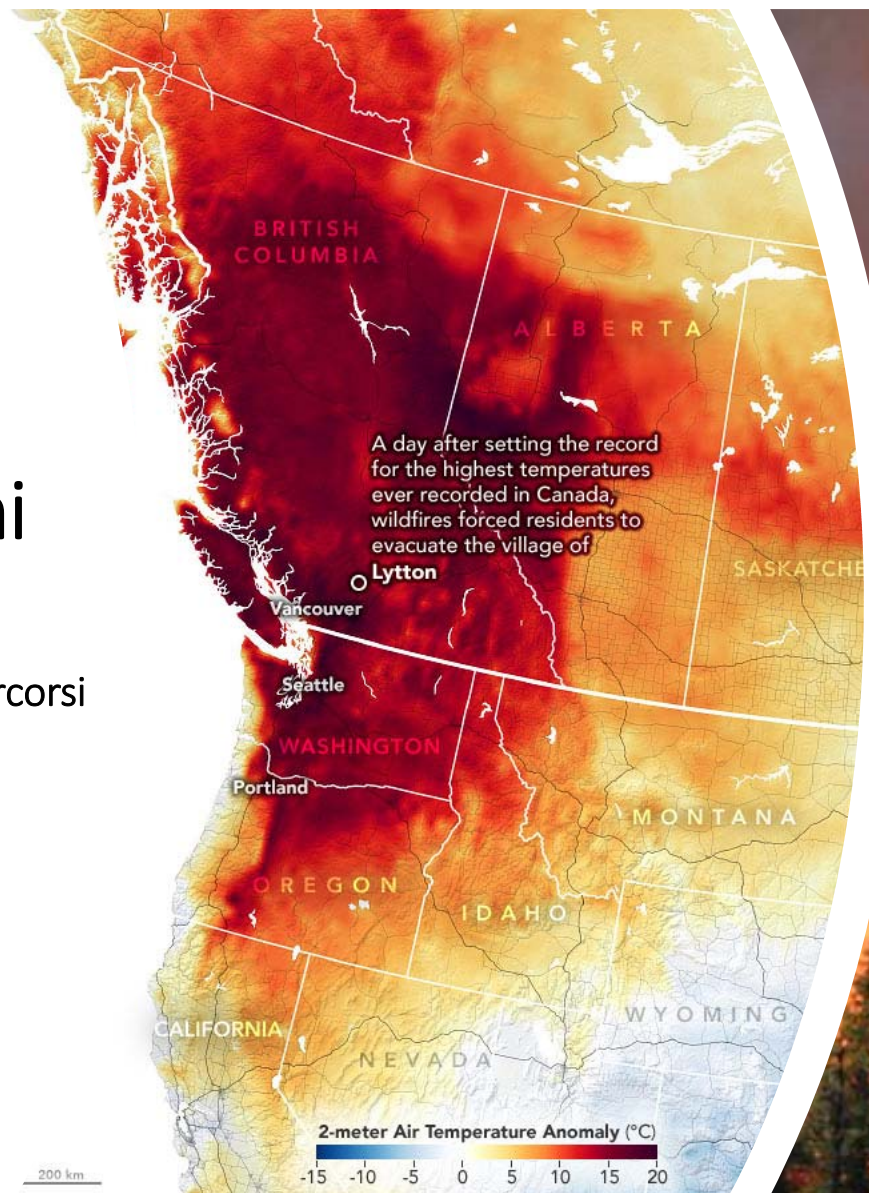 BRITISH
COLUMBIA
ALBERTA
A day after setting the record
for the highest temperatures
ever recorded in Canada,
wildfires forced residents to
evacuate the village of
Lytton
SASKATCHE
Vancouver
Seattle
WASHINGTON
Portland
MONTANA
OREGON
IDAHO
WYOMING
CALIFORNIA
NEVADA
2-meter Air Temperature Anomaly (°C)
-15 -10 -5 0 5 10 15 20
200 km